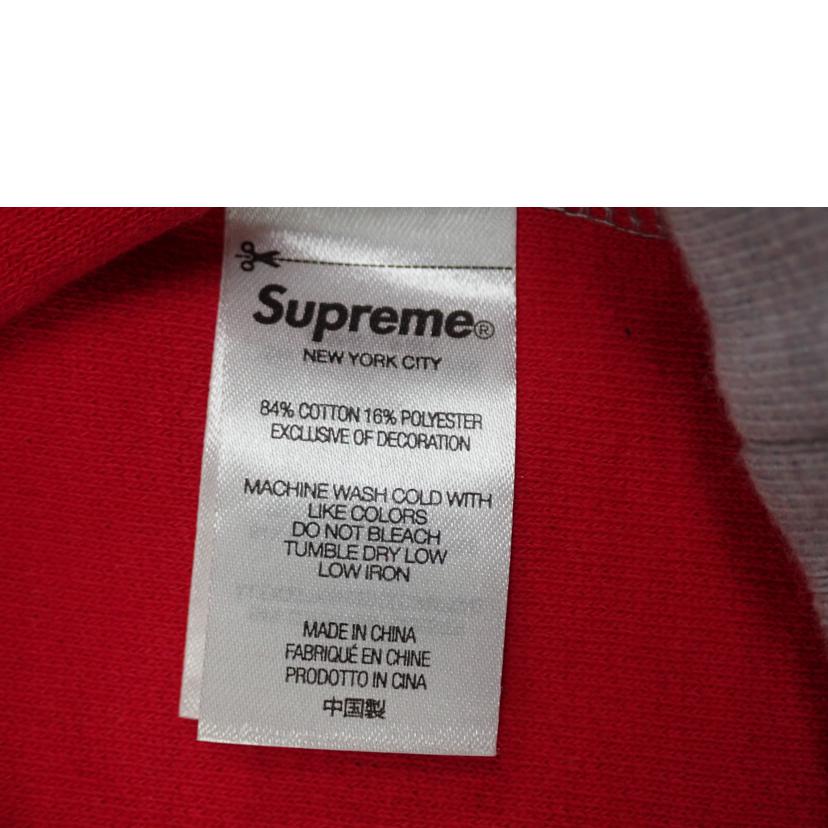 Supreme®
NEW YORK CITY
84% COTTON 16% POLYESTER
EXCLUSIVE OF DECORATION
MACHINE WASH COLD WITH
LIKE COLORS
DO NOT BLEACH
TUMBLE DRY LOW
LOW IRON
MADE IN CHINA
FABRIQUÉ EN CHINE
PRODOTTO IN CINA
中国製